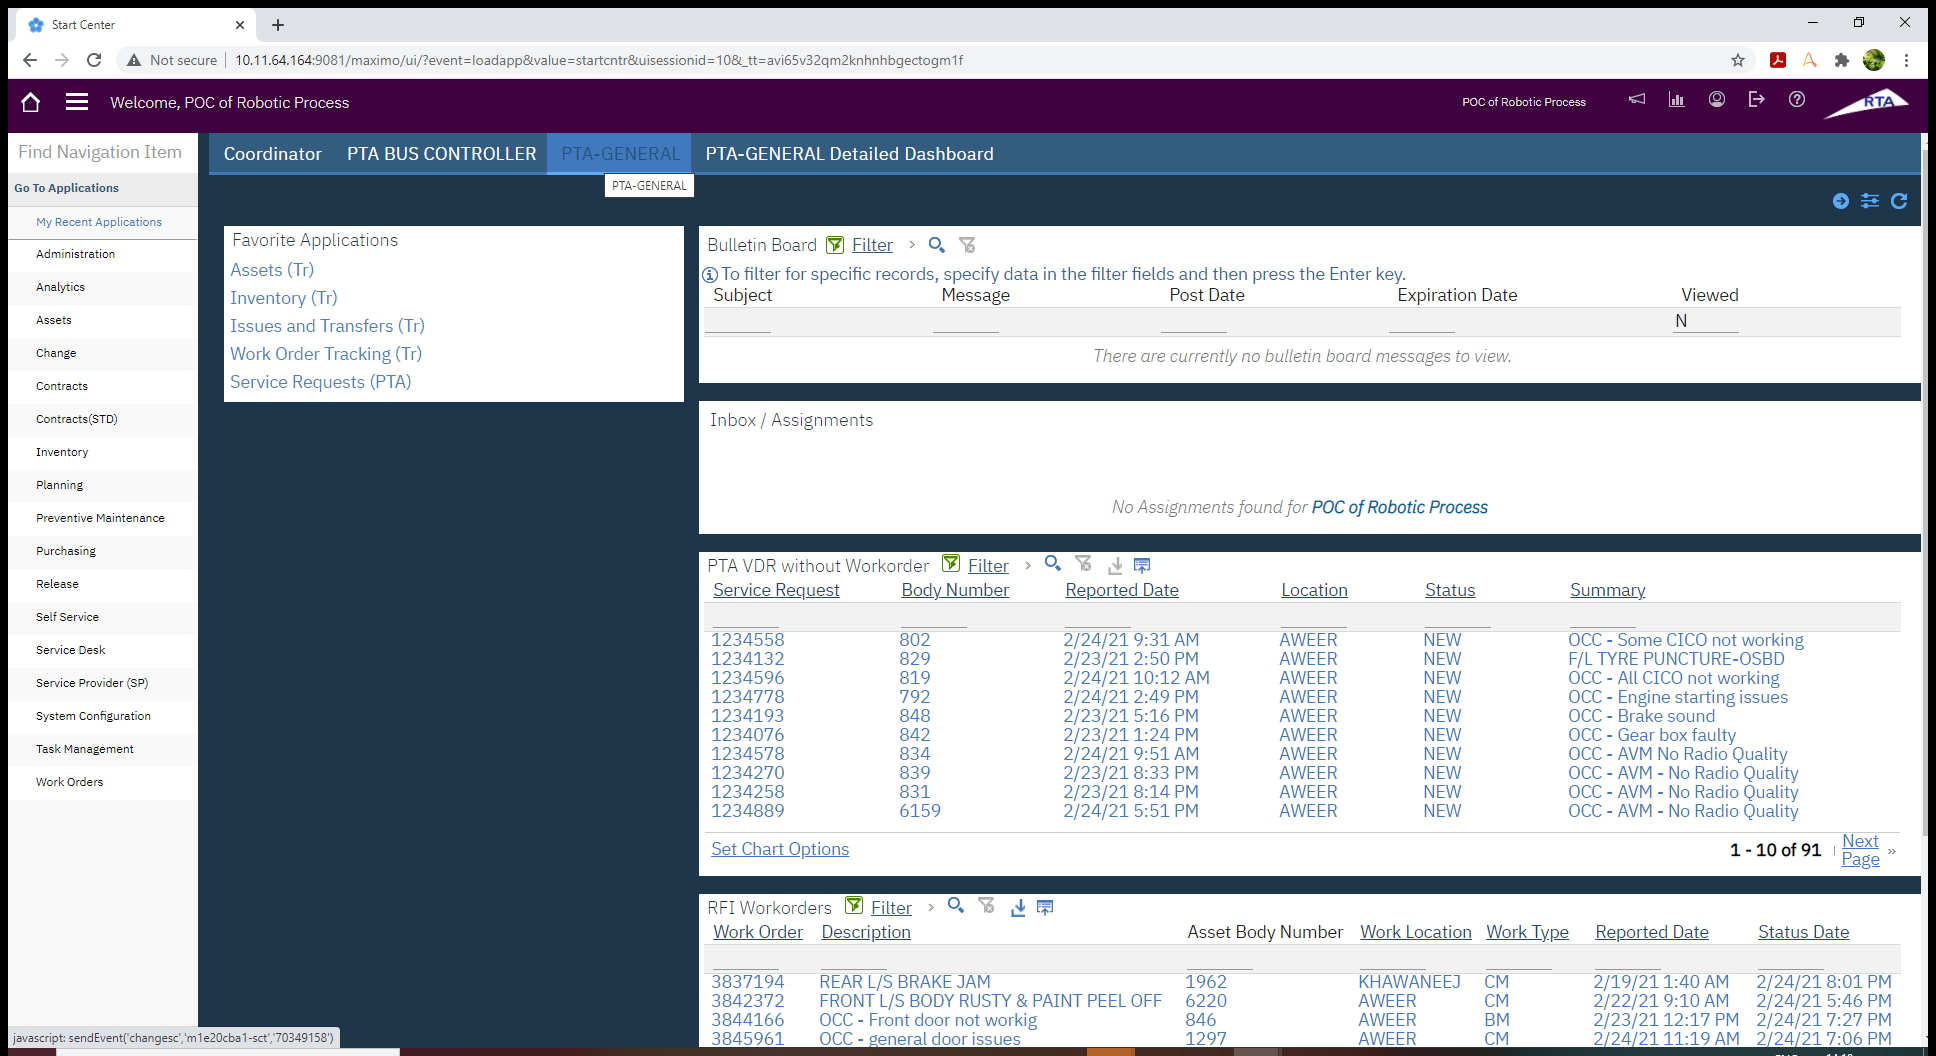 Start Center
Not secure 10.11.64.164:9081/maximo/ui/?event=loadapp&value=startcntr&uisessionid=10&_tt=avi65v32qm2knhnhbgectogm1f
Welcome, POC of Robotic Process
POC of Robotic Process
RTA
Find Navigation Item
Go To Applications
My Recent Applications
Administration
Analytics
Assets
Change
Contracts
Contracts(STD)
Inventory
Planning
Preventive Maintenance
Purchasing
Release
Self Service
Service Desk
Service Provider (SP)
System Configuration
Task Management
Work Orders
Coordinator PTA BUS CONTROLLER PTA-GENERAL PTA-GENERAL Detailed Dashboard
PTA-GENERAL
Favorite Applications
Assets (Tr)
Inventory (Tr)
Issues and Transfers (Tr)
Work Order Tracking (Tr)
Service Requests (PTA)
Bulletin Board Filter
To filter for specific records, specify data in the filter fields and then press the Enter key.
Subject Message Post Date Expiration Date Viewed
N
There are currently no bulletin board messages to view.
Inbox / Assignments
No Assignments found for POC of Robotic Process
PTA VDR without Workorder Filter
Service Request Body Number Reported Date Location Status Summary
1234558 802 2/24/21 9:31 AM AWEER NEW OCC - Some CICO not working
1234132 829 2/23/21 2:50 PM AWEER NEW F/L TYRE PUNCTURE-OSBD
1234596 819 2/24/21 10:12 AM AWEER NEW OCC - All CICO not working
1234778 792 2/24/21 2:49 PM AWEER NEW OCC - Engine starting issues
1234193 848 2/23/21 5:16 PM AWEER NEW OCC - Brake sound
1234076 842 2/23/21 1:24 PM AWEER NEW OCC - Gear box faulty
1234578 834 2/24/21 9:51 AM AWEER NEW OCC - AVM No Radio Quality
1234270 839 2/23/21 8:33 PM AWEER NEW OCC - AVM - No Radio Quality
1234258 831 2/23/21 8:14 PM AWEER NEW OCC - AVM - No Radio Quality
1234889 6159 2/24/21 5:51 PM AWEER NEW OCC - AVM - No Radio Quality
Set Chart Options 1 - 10 of 91 Next Page »
RFI Workorders Filter
Work Order Description Asset Body Number Work Location Work Type Reported Date Status Date
3837194 REAR L/S BRAKE JAM 1962 KHAWANEEJ CM 2/19/21 1:40 AM 2/24/21 8:01 PM
3842372 FRONT L/S BODY RUSTY & PAINT PEEL OFF 6220 AWEER CM 2/22/21 9:10 AM 2/24/21 5:46 PM
3844166 OCC - Front door not workig 846 AWEER BM 2/23/21 12:17 PM 2/24/21 7:27 PM
3845961 OCC - general door issues 1297 AWEER CM 2/24/21 11:19 AM 2/24/21 7:06 PM
javascript: sendEvent('changesc','m1e20cba1-sct','70349158')